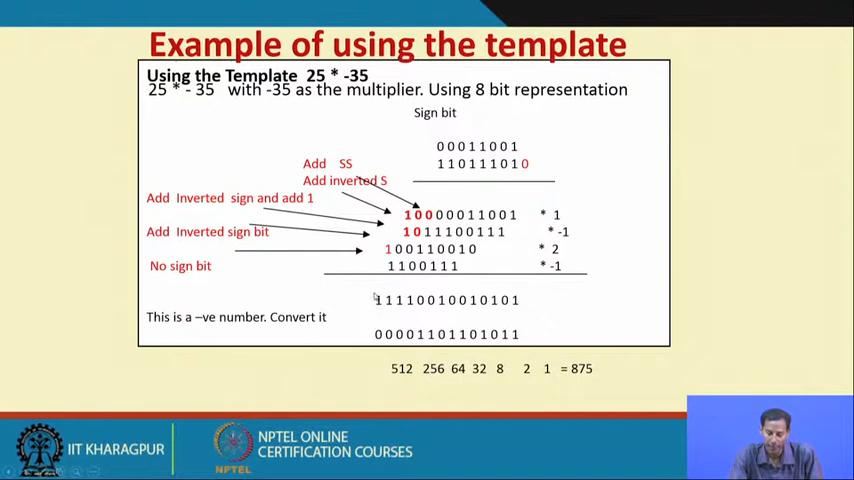 Example of using the template
Using the Template 25 * -35
25 * - 35 with -35 as the multiplier. Using 8 bit representation
Sign bit
0 0 0 1 1 0 0 1
1 1 0 1 1 1 0 1 0
Add SS
Add inverted S
Add Inverted sign and add 1
1 0 0 0 0 0 1 1 0 0 1 * 1
Add Inverted sign bit
1 0 1 1 1 0 0 1 1 1 * -1
1 0 0 1 1 0 0 1 0 * 2
No sign bit
1 1 0 0 1 1 1 * -1
1 1 1 1 0 0 1 0 0 1 0 1 0 1
This is a –ve number. Convert it
0 0 0 0 1 1 0 1 1 0 1 0 1 1
512 256 64 32 8 2 1 = 875
IIT KHARAGPUR
NPTEL
NPTEL ONLINE
CERTIFICATION COURSES